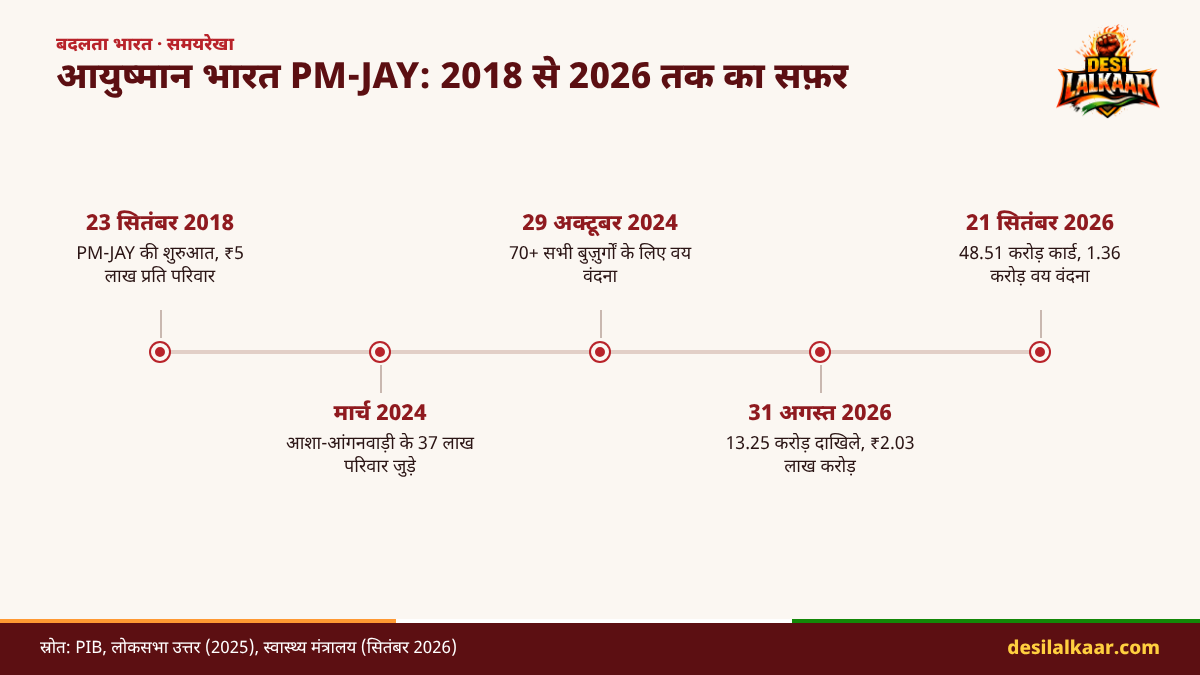 बदलता भारत · समयरेखा
आयुष्मान भारत PM-JAY: 2018 से 2026 तक का सफ़र
DESI
LALKAAR
23 सितंबर 2018
PM-JAY की शुरुआत, ₹5
लाख प्रति परिवार
29 अक्टूबर 2024
70+ सभी बुज़ुर्गों के लिए वय
वंदना
21 सितंबर 2026
48.51 करोड़ कार्ड, 1.36
करोड़ वय वंदना
मार्च 2024
आशा-आंगनवाड़ी के 37 लाख
परिवार जुड़े
31 अगस्त 2026
13.25 करोड़ दाखिले, ₹2.03
लाख करोड़
स्रोत: PIB, लोकसभा उत्तर (2025), स्वास्थ्य मंत्रालय (सितंबर 2026)
desilalkaar.com